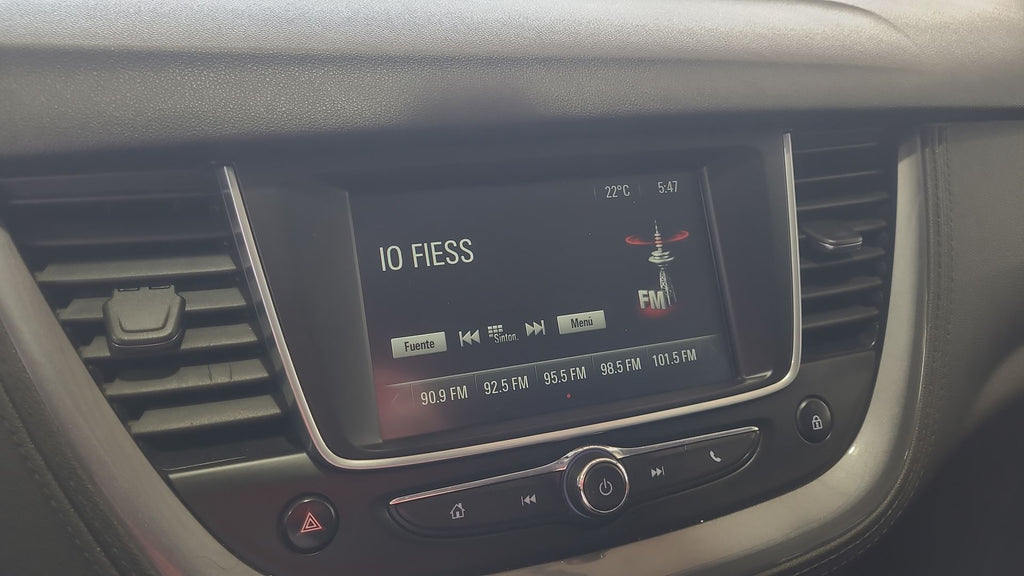 22°C 5:47
IO FIESS
FM
Fuente Sinton. Menú
90.9 FM 92.5 FM 95.5 FM 98.5 FM 101.5 FM